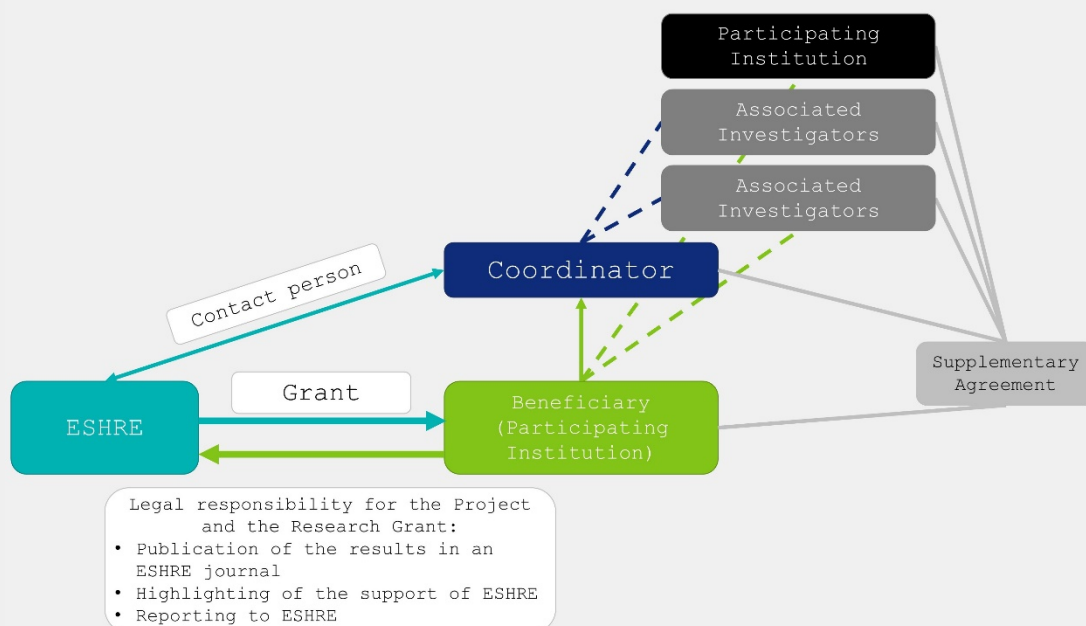 Participating
Institution
Associated
Investigators
Associated
Investigators
Coordinator
Contact person
Supplementary
Agreement
Grant
ESHRE
Beneficiary
(Participating
Institution)
Legal responsibility for the Project
and the Research Grant:
• Publication of the results in an
ESHRE journal
• Highlighting of the support of ESHRE
• Reporting to ESHRE